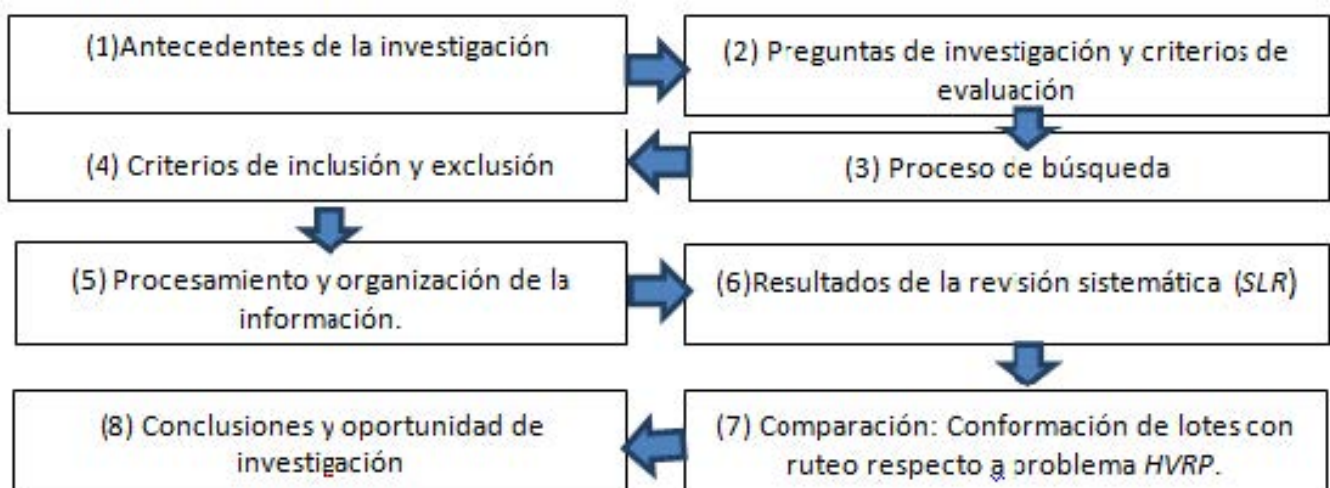 (1)Antecedentes de la investigación
(2) Preguntas de investigación y criterios de
evaluación
(3) Proceso de búsqueda
(4) Criterios de inclusión y exclusión
(5) Procesamiento y organización de la
información.
(6)Resultados de la revisión sistemática (SLR)
(7) Comparación: Conformación de lotes con
ruteo respecto a problema HVRP.
(8) Conclusiones y oportunidad de
investigación